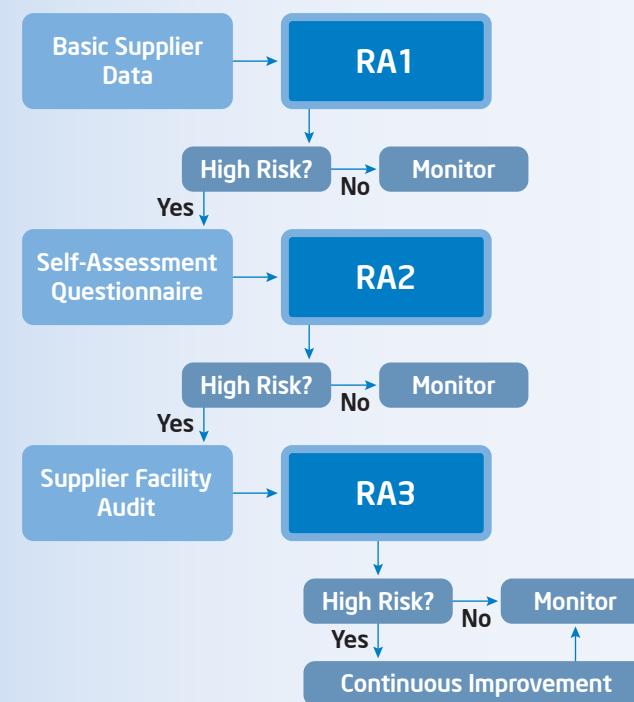 Basic Supplier
Data
RA1
High Risk?
No
Monitor
Yes
Self-Assessment
Questionnaire
RA2
High Risk?
No
Monitor
Yes
Supplier Facility
Audit
RA3
High Risk?
No
Monitor
Yes
Continuous Improvement